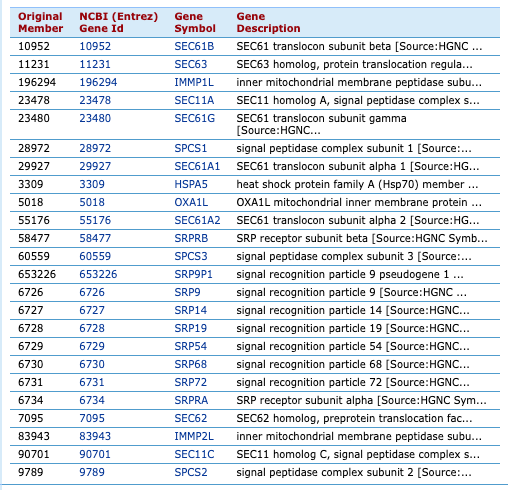 Original Member NCBI (Entrez) Gene Id Gene Symbol Gene Description
10952 10952 SEC61B SEC61 translocon subunit beta [Source:HGNC ...
11231 11231 SEC63 SEC63 homolog, protein translocation regula...
196294 196294 IMMP1L inner mitochondrial membrane peptidase subu...
23478 23478 SEC11A SEC11 homolog A, signal peptidase complex s...
23480 23480 SEC61G SEC61 translocon subunit gamma
[Source:HGNC...
28972 28972 SPCS1 signal peptidase complex subunit 1 [Source:...
29927 29927 SEC61A1 SEC61 translocon subunit alpha 1 [Source:HG...
3309 3309 HSPA5 heat shock protein family A (Hsp70) member ...
5018 5018 OXA1L OXA1L mitochondrial inner membrane protein ...
55176 55176 SEC61A2 SEC61 translocon subunit alpha 2 [Source:HG...
58477 58477 SRPRB SRP receptor subunit beta [Source:HGNC Symb...
60559 60559 SPCS3 signal peptidase complex subunit 3 [Source:...
653226 653226 SRP9P1 signal recognition particle 9 pseudogene 1 ...
6726 6726 SRP9 signal recognition particle 9 [Source:HGNC ...
6727 6727 SRP14 signal recognition particle 14 [Source:HGNC...
6728 6728 SRP19 signal recognition particle 19 [Source:HGNC...
6729 6729 SRP54 signal recognition particle 54 [Source:HGNC...
6730 6730 SRP68 signal recognition particle 68 [Source:HGNC...
6731 6731 SRP72 signal recognition particle 72 [Source:HGNC...
6734 6734 SRPRA SRP receptor subunit alpha [Source:HGNC Sym...
7095 7095 SEC62 SEC62 homolog, preprotein translocation fac...
83943 83943 IMMP2L inner mitochondrial membrane peptidase subu...
90701 90701 SEC11C SEC11 homolog C, signal peptidase complex s...
9789 9789 SPCS2 signal peptidase complex subunit 2 [Source:...